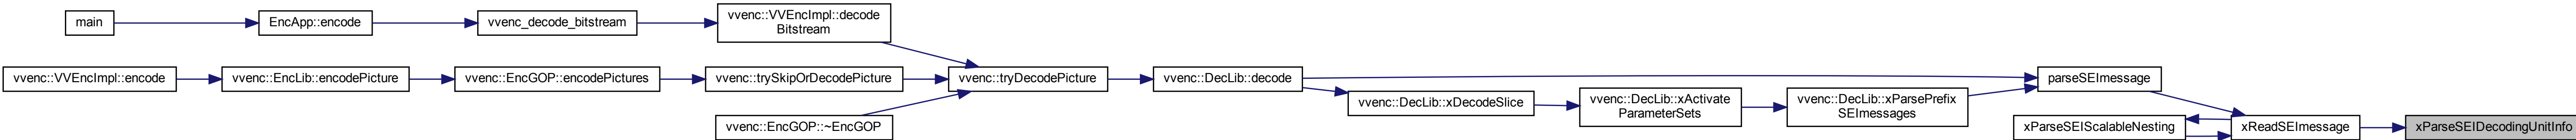 main
EncApp::encode
vvenc_decode_bitstream
vvenc::VVEncImpl::decode
Bitstream
vvenc::VVEncImpl::encode
vvenc::EncLib::encodePicture
vvenc::EncGOP::encodePictures
vvenc::trySkipOrDecodePicture
vvenc::EncGOP::~EncGOP
vvenc::tryDecodePicture
vvenc::DecLib::decode
vvenc::DecLib::xDecodeSlice
vvenc::DecLib::xActivate
ParameterSets
vvenc::DecLib::xParsePrefix
SEImessages
parseSEImessage
xParseSEIScalableNesting
xReadSEImessage
xParseSEIDecodingUnitInfo